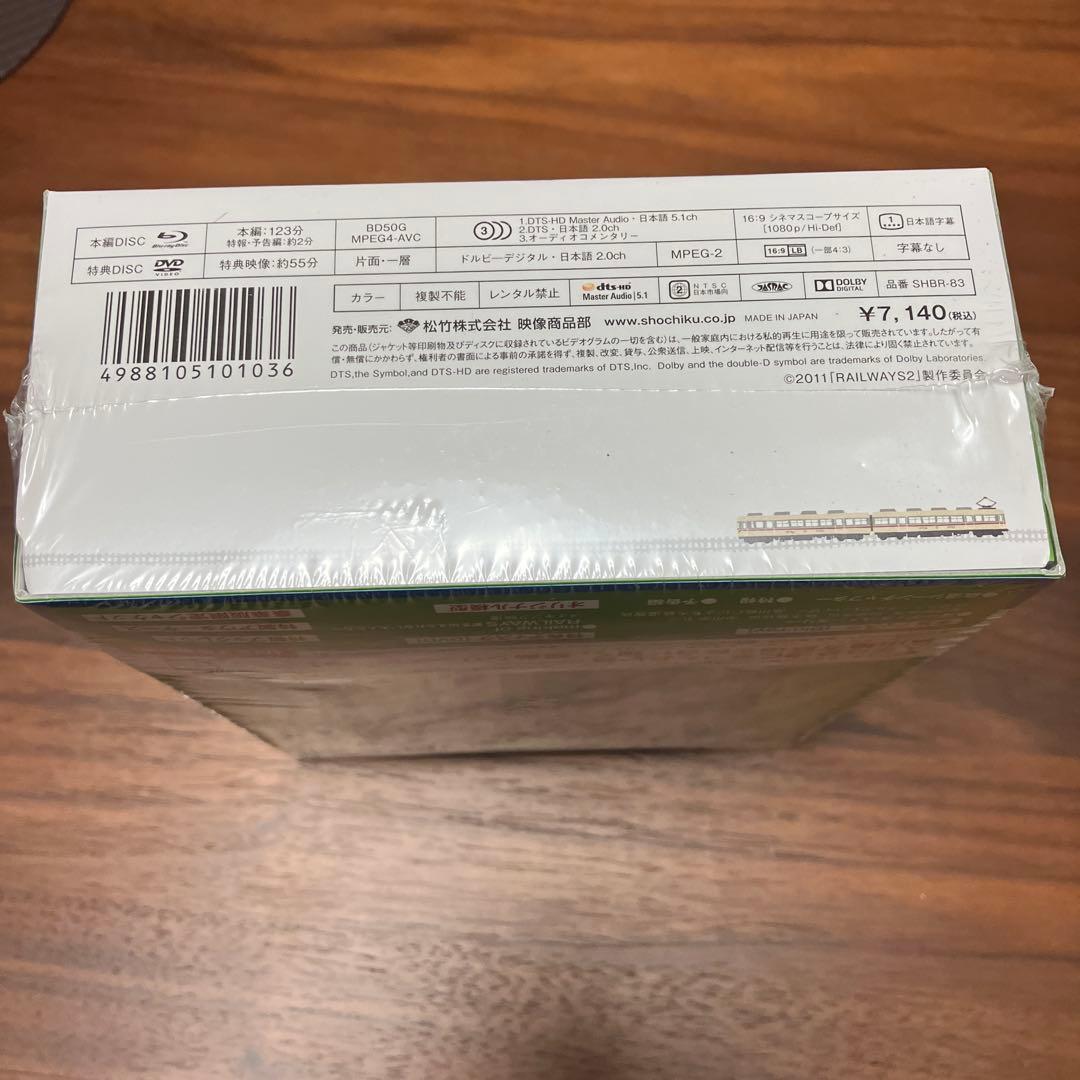 本編DISC Blu-ray Disc 本編：123分 特報・予告編：約2分 BD50G MPEG4-AVC 3 1.DTS-HD Master Audio・日本語 5.1ch 2.DTS・日本語 2.0ch 3.オーディオコメンタリー 16:9 シネマスコープサイズ [1080p/Hi-Def] 1 日本語字幕
特典DISC DVD VIDEO 特典映像：約55分 片面・一層 ドルビーデジタル・日本語 2.0ch MPEG-2 16:9 LB (一部4:3) 字幕なし
カラー 複製不能 レンタル禁止 dts-HD Master Audio 5.1 2 NTSC 日本市場向 JASRAC DOLBY DIGITAL 品番 SHBR-83
発売・販売元： 松竹株式会社 映像商品部 www.shochiku.co.jp MADE IN JAPAN ¥7,140(税込)
この商品(ジャケット等印刷物及びディスクに収録されているビデオグラムの一切を含む)は、一般家庭内における私的再生に用途を限って販売されています。したがって有
償・無償にかかわらず、権利者の書面による事前の承諾を得ず、複製、改変、貸与、公衆送信、上映、インターネット配信等を行うことは、法律により固く禁止されています。
DTS,the Symbol,and DTS-HD are registered trademarks of DTS,Inc. Dolby and the double-D symbol are trademarks of Dolby Laboratories.
©2011「RAILWAYS2」製作委員会
4988105101036
オリジナル模型
making of
RAILWAYS